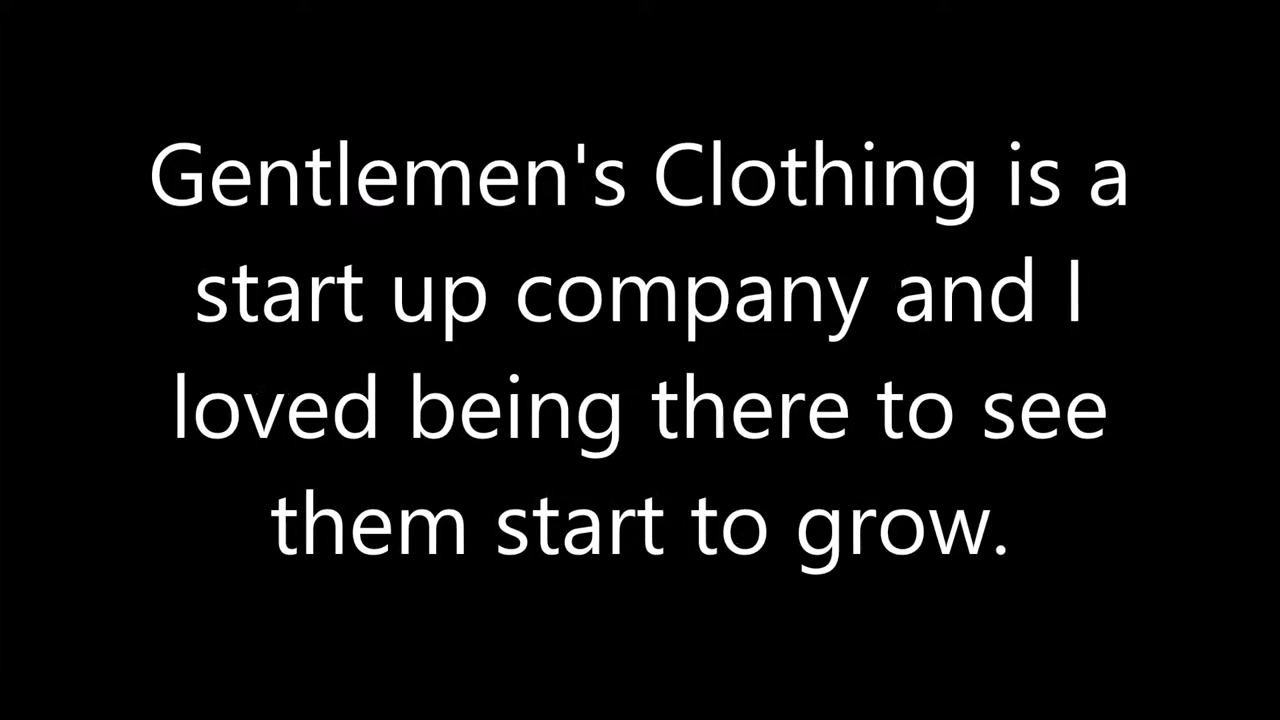 Gentlemen's Clothing is a
start up company and I
loved being there to see
them start to grow.